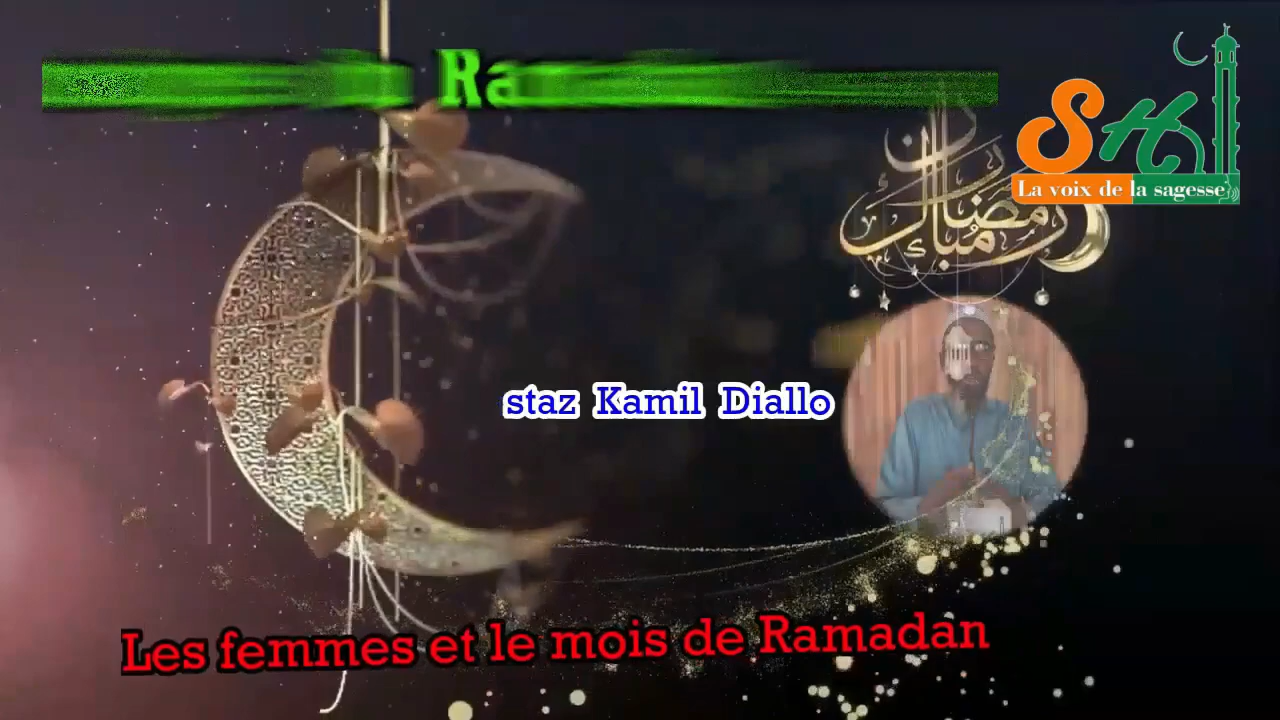 Ra
SH
La voix de la sagesse
رمضان
مبارك
staz Kamil Diallo
Les femmes et le mois de Ramadan